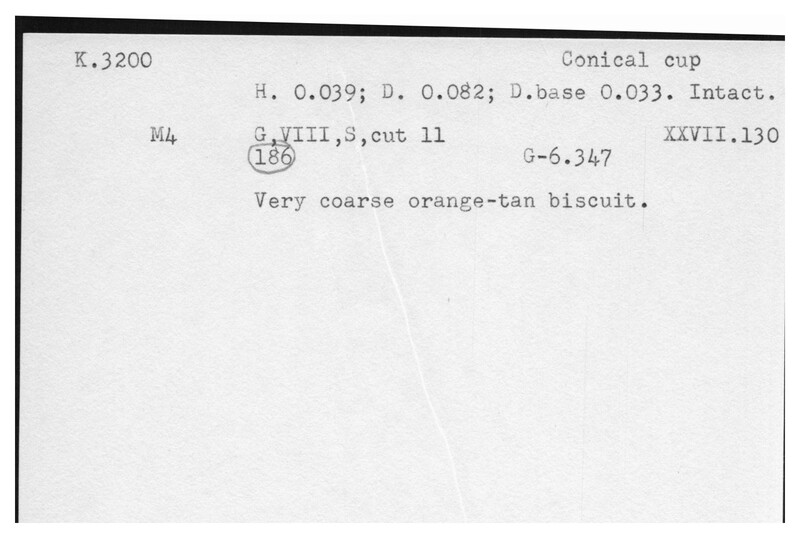 K.3200 Conical cup
H. 0.039; D. 0.082; D.base 0.033. Intact.
M4 G,VIII,S,cut 11 XXVII.130
186 G-6.347
Very coarse orange-tan biscuit.